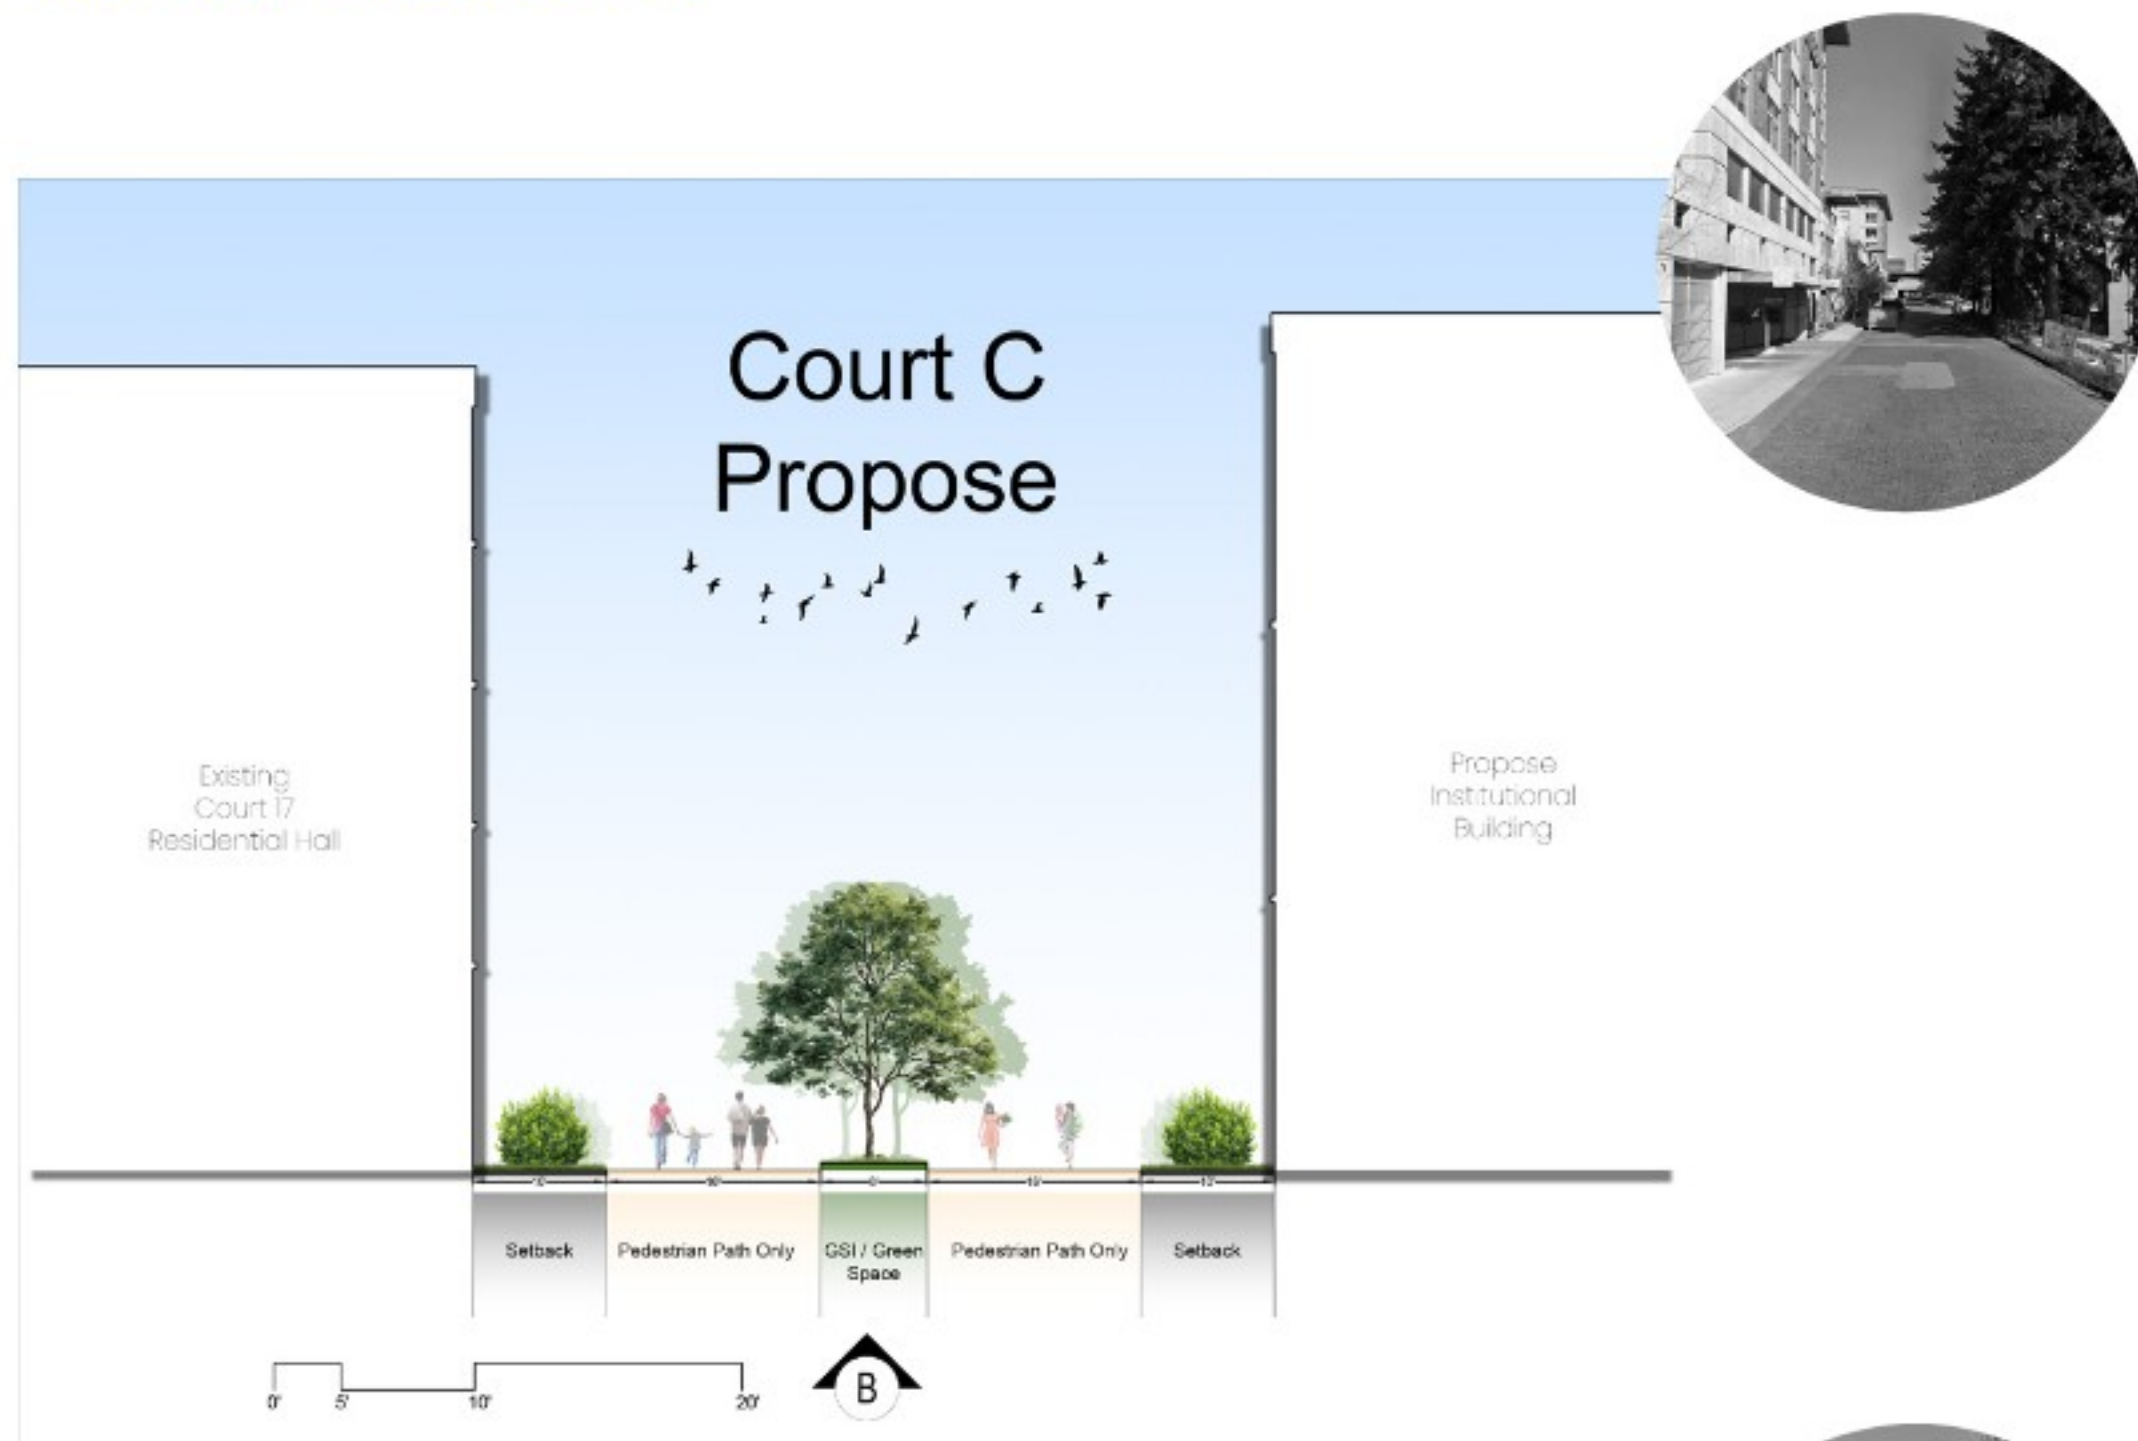 Court C
Propose
Existing
Court 17
Residential Hall
Propose
Institutional
Building
Setback
Pedestrian Path Only
GSI / Green
Space
Pedestrian Path Only
Setback
0'
5'
10'
20'
B